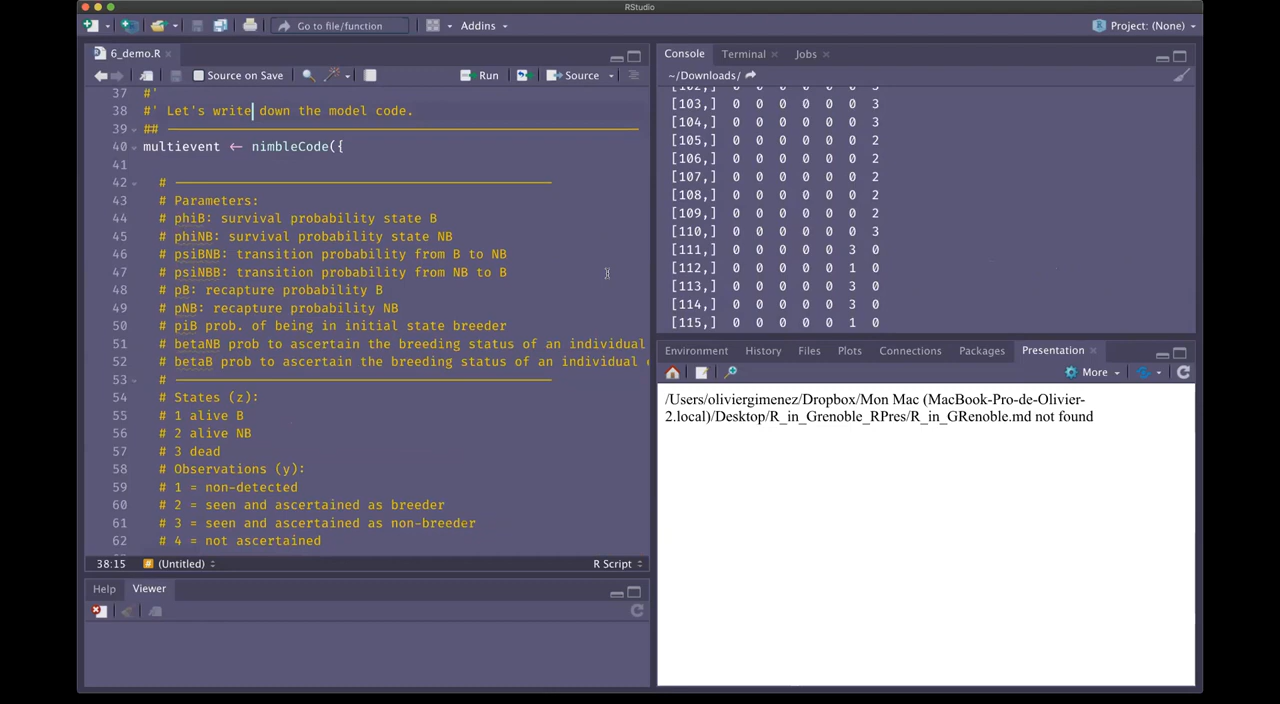 RStudio
Go to file/function
Addins
Project: (None)
6_demo.R
Source on Save
Run
Source
37 #'
38 #' Let's write down the model code.
39 ##
40 multievent <- nimbleCode({
41
42 #
43 # Parameters:
44 # phiB: survival probability state B
45 # phiNB: survival probability state NB
46 # psiBNB: transition probability from B to NB
47 # psiNBB: transition probability from NB to B
48 # pB: recapture probability B
49 # pNB: recapture probability NB
50 # piB prob. of being in initial state breeder
51 # betaNB prob to ascertain the breeding status of an individual
52 # betaB prob to ascertain the breeding status of an individual
53 #
54 # States (z):
55 # 1 alive B
56 # 2 alive NB
57 # 3 dead
58 # Observations (y):
59 # 1 = non-detected
60 # 2 = seen and ascertained as breeder
61 # 3 = seen and ascertained as non-breeder
62 # 4 = not ascertained
38:15
(Untitled)
R Script
Help Viewer
Console Terminal Jobs
~/Downloads/
[102,] 0 0 0 0 0 3
[103,] 0 0 0 0 0 3
[104,] 0 0 0 0 0 3
[105,] 0 0 0 0 0 2
[106,] 0 0 0 0 0 2
[107,] 0 0 0 0 0 2
[108,] 0 0 0 0 0 2
[109,] 0 0 0 0 0 2
[110,] 0 0 0 0 0 3
[111,] 0 0 0 0 3 0
[112,] 0 0 0 0 1 0
[113,] 0 0 0 0 3 0
[114,] 0 0 0 0 3 0
[115,] 0 0 0 0 1 0
Environment History Files Plots Connections Packages Presentation
More
/Users/oliviergimenez/Dropbox/Mon Mac (MacBook-Pro-de-Olivier-
2.local)/Desktop/R_in_Grenoble_RPres/R_in_GRenoble.md not found